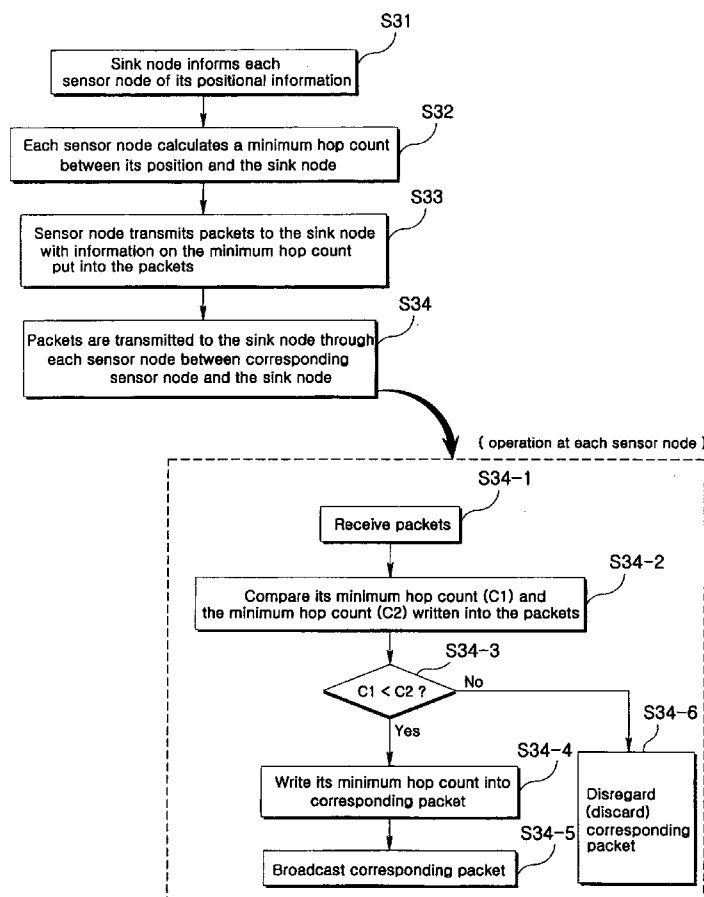 S31
Sink node informs each
sensor node of its positional information
S32
Each sensor node calculates a minimum hop count
between its position and the sink node
S33
Sensor node transmits packets to the sink node
with information on the minimum hop count
put into the packets
S34
Packets are transmitted to the sink node through
each sensor node between corresponding
sensor node and the sink node
( operation at each sensor node )
S34-1
Receive packets
S34-2
Compare its minimum hop count (C1) and
the minimum hop count (C2) written into the packets
S34-3
C1 < C2 ?
No
Yes
S34-6
Disregard
(discard)
corresponding
packet
S34-4
Write its minimum hop count into
corresponding packet
S34-5
Broadcast corresponding packet